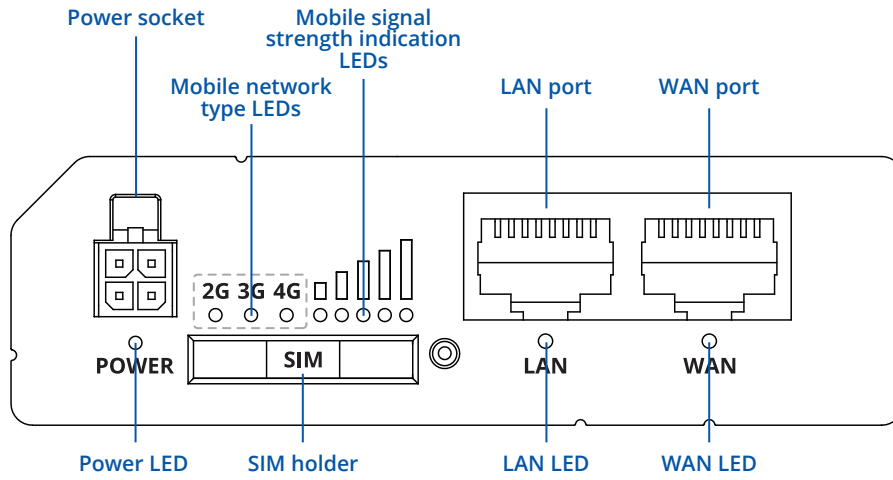 Power socket
Mobile signal
strength indication
LEDs
Mobile network
type LEDs
LAN port
WAN port
2G 3G 4G
POWER
SIM
LAN
WAN
Power LED
SIM holder
LAN LED
WAN LED